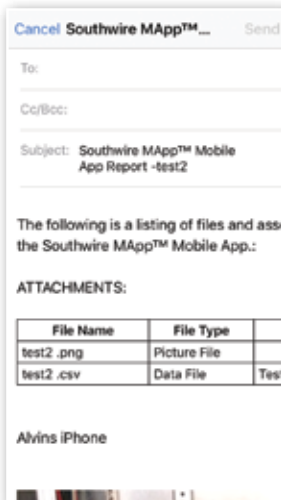 Cancel Southwire MApp™... Send
To:
Cc/Bcc:
Subject: Southwire MApp™ Mobile
App Report -test2
The following is a listing of files and
the Southwire MApp™ Mobile App.:
ATTACHMENTS:
File Name File Type
test2 .png Picture File
test2 .csv Data File
Alvins iPhone